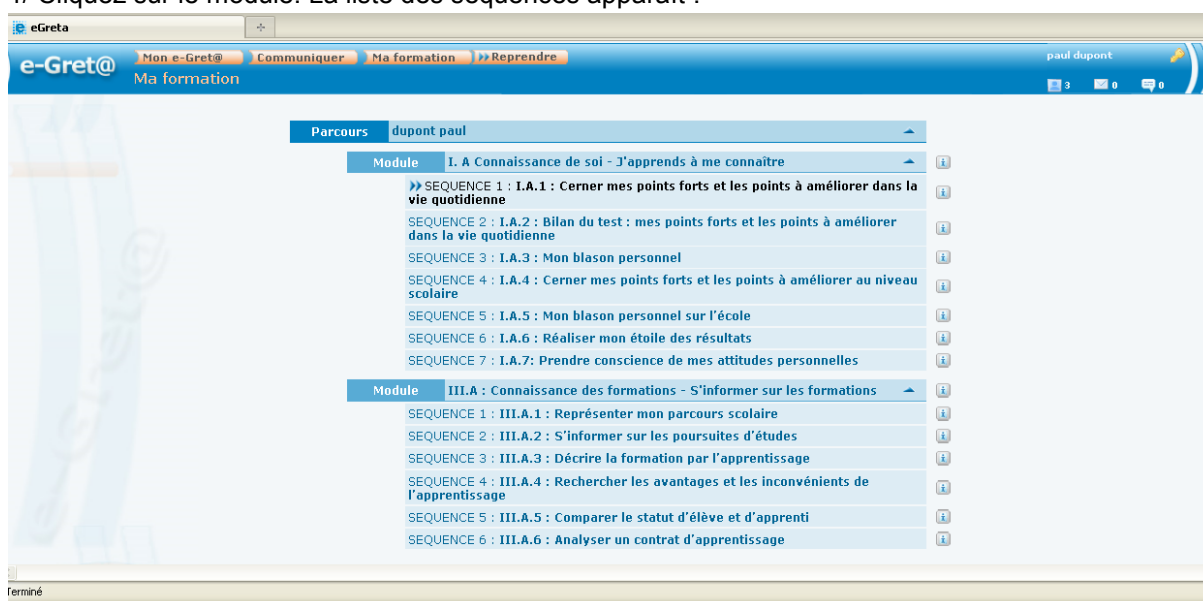 4/ Cliquez sur le module. La liste des séquences apparaît :
eGreta
e-Gret@
Mon e-Gret@ Communiquer Ma formation Reprendre
Ma formation
paul dupont
3 0 0
Parcours dupont paul
Module I. A Connaissance de soi - J'apprends à me connaître
SEQUENCE 1 : I.A.1 : Cerner mes points forts et les points à améliorer dans la
vie quotidienne
SEQUENCE 2 : I.A.2 : Bilan du test : mes points forts et les points à améliorer
dans la vie quotidienne
SEQUENCE 3 : I.A.3 : Mon blason personnel
SEQUENCE 4 : I.A.4 : Cerner mes points forts et les points à améliorer au niveau
scolaire
SEQUENCE 5 : I.A.5 : Mon blason personnel sur l'école
SEQUENCE 6 : I.A.6 : Réaliser mon étoile des résultats
SEQUENCE 7 : I.A.7: Prendre conscience de mes attitudes personnelles
Module III.A : Connaissance des formations - S'informer sur les formations
SEQUENCE 1 : III.A.1 : Représenter mon parcours scolaire
SEQUENCE 2 : III.A.2 : S'informer sur les poursuites d'études
SEQUENCE 3 : III.A.3 : Décrire la formation par l'apprentissage
SEQUENCE 4 : III.A.4 : Rechercher les avantages et les inconvénients de
l'apprentissage
SEQUENCE 5 : III.A.5 : Comparer le statut d'élève et d'apprenti
SEQUENCE 6 : III.A.6 : Analyser un contrat d'apprentissage
e-Gret@
Terminé